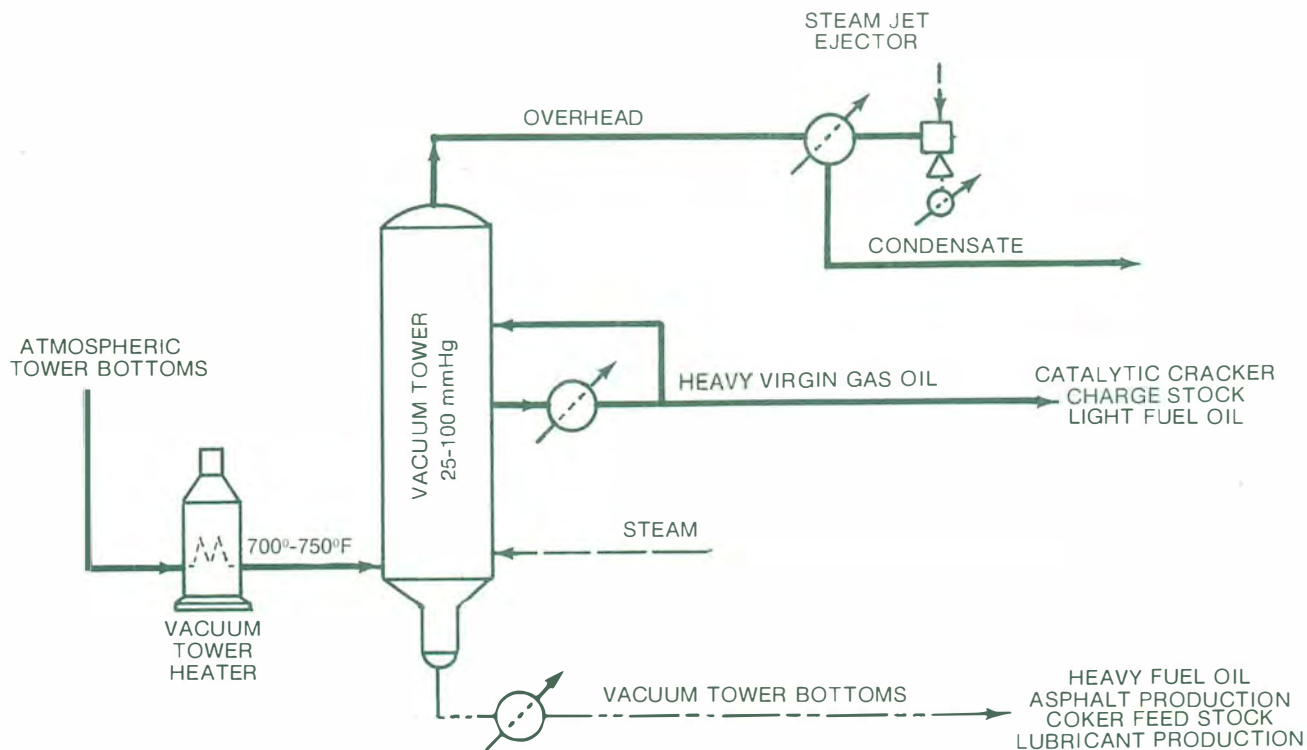 STEAM JET
EJECTOR
OVERHEAD
CONDENSATE
VACUUM TOWER
25-100 mmHg
ATMOSPHERIC
TOWER BOTTOMS
HEAVY VIRGIN GAS OIL
CATALYTIC CRACKER
CHARGE STOCK
LIGHT FUEL OIL
STEAM
700⁰-750⁰F
VACUUM
TOWER
HEATER
VACUUM TOWER BOTTOMS
HEAVY FUEL OIL
ASPHALT PRODUCTION
COKER FEED STOCK
LUBRICANT PRODUCTION